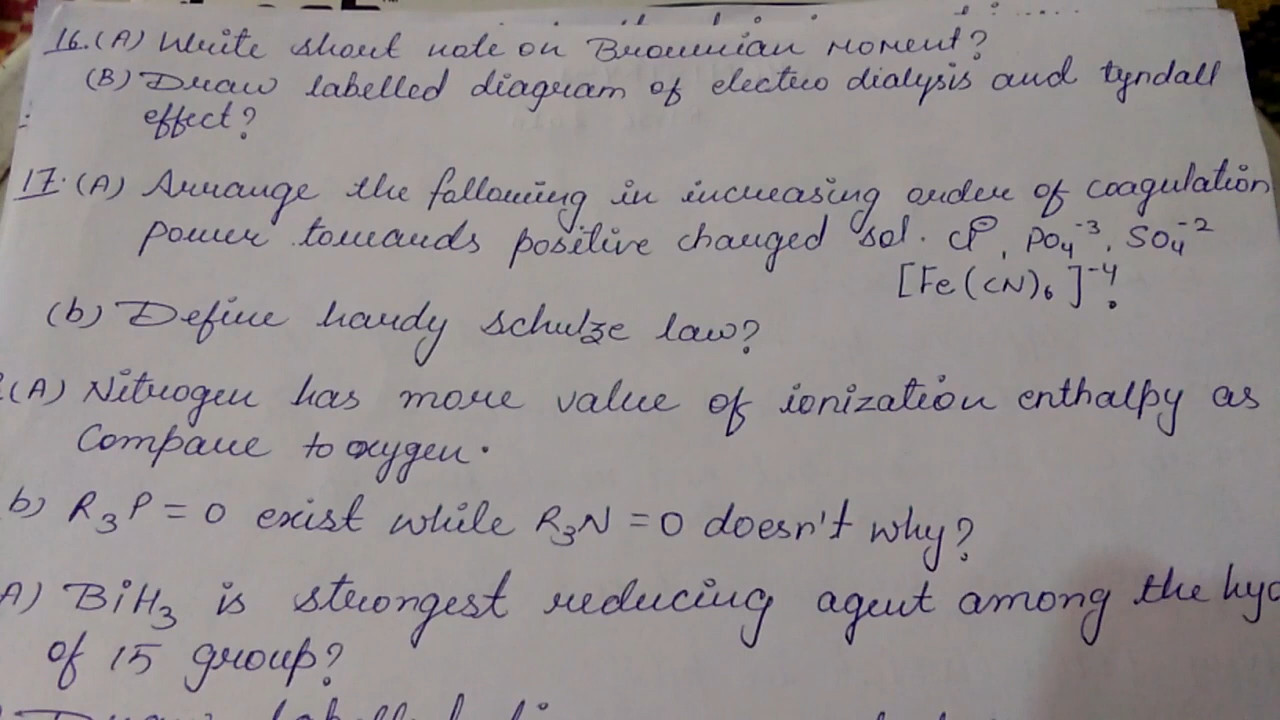 16.(A) Write short note on Brownian Moment?
(B) Draw labelled diagram of electro dialysis and tyndall
effect?
17.(A) Arrange the following in increasing order of coagulation
power towards positive charged sol. Cl⊖, PO₄⁻³, SO₄⁻²
[Fe(CN)₆]⁻⁴?
(b) Define hardy schulze law?
(A) Nitrogen has more value of ionization enthalpy as
Compare to oxygen.
b) R₃P=O exist while R₃N=O doesn't why?
A) BiH₃ is strongest reducing agent among the hyd
of 15 group?
Draw labelled